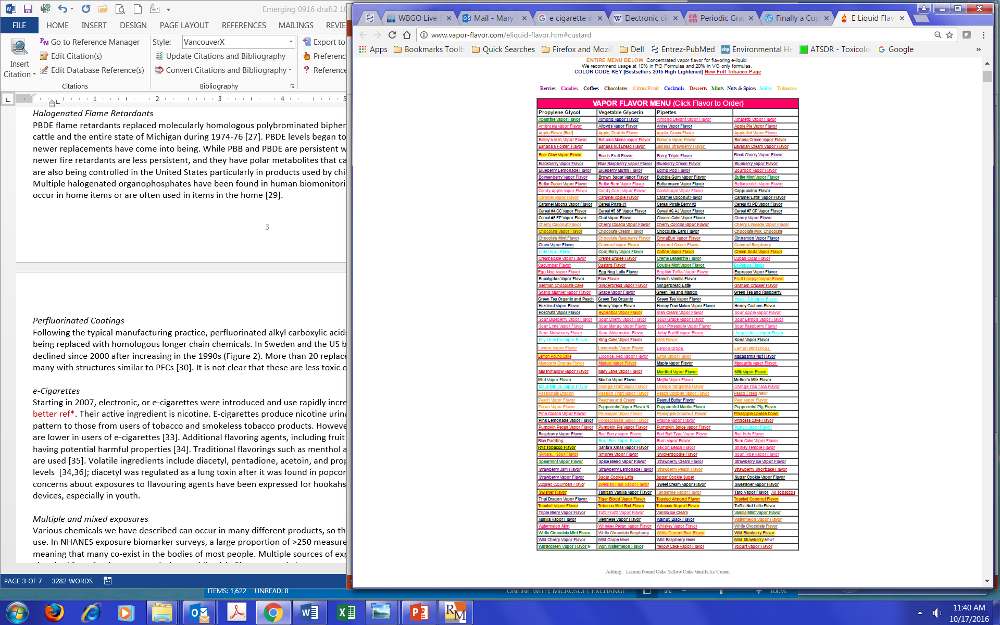 Emerging 0916 draft2 10
FILE HOME INSERT DESIGN PAGE LAYOUT REFERENCES MAILINGS REVIE
Insert
Citation
Go to Reference Manager
Edit Citation(s)
Edit Database Reference(s)
Citations
Style: VancouverX
Update Citations and Bibliography
Convert Citations and Bibliography
Bibliography
Export to
Preferenc
Referenc
1 2 3 4 5
Halogenated Flame Retardants
PBDE flame retardants replaced molecularly homologous polybrominated biphen
cattle and the entire state of Michigan during 1974-76 [27]. PBDE levels began to
newer replacements have come into being. While PBB and PBDE are persistent w
newer fire retardants are less persistent, and they have polar metabolites that ca
are also being controlled in the United States particularly in products used by chil
Multiple halogenated organophosphates have been found in human biomonitori
occur in home items or are often used in items in the home [29].
3
Perfluorinated Coatings
Following the typical manufacturing practice, perfluorinated alkyl carboxylic acids
being replaced with homologous longer chain chemicals. In Sweden and the US b
declined since 2000 after increasing in the 1990s (Figure 2). More than 20 replace
many with structures similar to PFCs [30]. It is not clear that these are less toxic o
e-Cigarettes
Starting in 2007, electronic, or e-cigarettes were introduced and use rapidly incre
better ref*. Their active ingredient is nicotine. E-cigarettes produce nicotine urina
pattern to those from users of tobacco and smokeless tobacco products. Howeve
are lower in users of e-cigarettes [33]. Additional flavoring agents, including fruit
having potential harmful properties [34]. Traditional flavorings such as menthol a
are used [35]. Volatile ingredients include diacetyl, pentadione, acetoin, and prop
levels [34,36]; diacetyl was regulated as a lung toxin after it was found in popcor
concerns about exposures to flavouring agents have been expressed for hookahs
devices, especially in youth.
Multiple and mixed exposures
Various chemicals we have described can occur in many different products, so th
use. In NHANES exposure biomarker surveys, a large proportion of >250 measure
meaning that many co-exist in the bodies of most people. Multiple sources of exp
PAGE 3 OF 7 3282 WORDS
ITEMS: 1,622 UNREAD: 8
ONLINE WITH: MICROSOFT EXCHANGE 100%
WBGO Live S Mail - Mary e cigarette in Electronic cig Periodic Gra Finally a Cus E Liquid Flav
www.vapor-flavor.com/eliquid-flavor.htm#custard
Apps Bookmarks Toolb Quick Searches Firefox and Mozil Dell Entrez-PubMed Environmental He ATSDR - Toxicolo Google »
ENTIRE MENU BELOW Concentrated vapor flavor for flavoring e-liquid.
We recommend usage at 10% in PG Formulas and 20% in VG only formulas.
COLOR CODE KEY [Bestsellers 2015 High Lightened] New Full Tobacco Page
Berries Candies Coffees Chocolates Citrus/Fruit Cocktails Desserts Mints Nuts & Spices Sodas Tobaccos
VAPOR FLAVOR MENU (Click Flavor to Order)
Propylene Glycol Vegetable Glycerin Pipettes
Absinthe Vapor Flavor Almond Vapor Flavor Almond Delight Vapor Flavor Amaretto Vapor Flavor
Ambrosia Vapor Flavor Altoyds Vapor Flavor Anise Vapor Flavor Apple Pie Vapor Flavor
Apple Flavor [Red] Apple, Double Flavor Apple, Green Flavor Apple-tini Vapor Flavor
Bailey's Irish Vapor Flavor Bahama Mama Vapor Flavor Banana Vapor Flavor Banana Cream Vapor Flavor
Banana's Foster Flavor Banana Nut Bread Flavor Banana Strawberry Flavor Bavarian Cream Vapor Flavor
Bear Claw Vapor Flavor Beach Fruit Flavor Berry, Triple Flavor Black Cherry Vapor Flavor
Blackberry Vapor Flavor Blue Raspberry Vapor Flavor Blueberry Cream Flavor Blueberry Vapor Flavor
Blueberry Lemonade Flavor Blueberry Muffin Flavor Bomb Pop Flavor Bourbon Vapor Flavor
Boysenberry Vapor Flavor Brown Sugar Vapor Flavor Bubble Gum Vapor Flavor Butter Mint Vapor Flavor
Butter Pecan Vapor Flavor Butter Rum Vapor Flavor Buttercream Vapor Flavor Butterscotch Vapor Flavor
Candy Apple Vapor Flavor Candy Corn Vapor Flavor Cantaloupe Vapor Flavor Cappuccino Flavor
Caramel Vapor Flavor Caramel Apple Flavor Caramel Coconut Flavor Caramel Latte' Vapor Flavor
Caramel Mocha Vapor Flavor Cereal Pirate #1 Cereal Pirate Berry #2 Cereal #3 PB Vapor Flavor
Cereal #4 CC Vapor Flavor Cereal #5 SF Vapor Flavor Cereal #6 AJ Vapor Flavor Cereal #7 CP Vapor Flavor
Cereal #8 FP Vapor Flavor Chai Vapor Flavor Cheese Cake Vapor Flavor Cherry Vapor Flavor
Cherry Coconut Flavor Cherry Colada Vapor Flavor Cherry Cordial Vapor Flavor Cherry Limeade Vapor Flavor
Chocolate Vapor Flavor Chocolate Cream Flavor Chocolate, Dark Flavor Chocolate Milk Chocolate
Chocolate Mint Flavor Chocolate Raspberry Flavor CinnaBun Vapor Flavor Cinnamon Vapor Flavor
Clove Vapor Flavor Coconut Vapor Flavor Coconut Cream Flavor Coconut Raspberry
Cola Vapor Flavor Cool Berry Vapor Flavor Cotton Vapor Flavor Cream Soda Vapor Flavor
Creamsickle Vapor Flavor Creme Brulee Flavor Creme DeMenthe Flavor Cuban Cigar Flavor
Cucumber Flavor Custard Flavor Double Mint Vapor Flavor Dr Peppa Flavor
Egg Nog Vapor Flavor Egg Nog Latte Flavor English Toffee Vapor Flavor Espresso Vapor Flavor
Eucalyptus Vapor Flavor Flan Flavor French Vanilla Flavor Fruit Loopys Vapor Flavor
German Chocolate Cake Gingerbread Vapor Flavor Gingerbread Latte Graham Cracker Flavor
Grand Marnier Vapor Flavor Grape Vapor Flavor Green Tea and Mango Green Tea and Raspberry
Green Tea Organic and Peach Green Tea Organic Green Tea Vapor Flavor Hawaii 5-0 Vapor Flavor
Hazelnut Vapor Flavor Honey Vapor Flavor Honey Dew Melon Vapor Flavor Honey Graham Flavor
Horchata Vapor Flavor Hypnotica Vapor Flavor Irish Cream Vapor Flavor Sour Apple Vapor Flavor
Sour Blueberry Vapor Flavor Sour Cherry Vapor Flavor Sour Grape Vapor Flavor Sour Lemon Vapor Flavor
Sour Lime Vapor Flavor Sour Mango Vapor Flavor Sour Pineapple Vapor Flavor Sour Raspberry Flavor
Sour Strawberry Flavor Sour Watermelon Flavor Juicy Fruitti Vapor Flavor Jungle Juice Vapor Flavor
Key Lime Pie Vapor Flavor King Cake Vapor Flavor KIWI Flavor Kona Vapor Flavor
Lemon Vapor Flavor Lemonade Vapor Flavor Lemon Drops Lemon Mint Drops
Lemon Pound Cake Licorice, Red Vapor Flavor Lime Vapor Flavor Macadamia Nut Flavor
Mandarin Orange Flavor Mango Vapor Flavor Maple Vapor Flavor Margarita Vapor Flavor
Marshmallow Vapor Flavor Mary Jane Vapor Flavor Menthol Vapor Flavor Milk Vapor Flavor
Mint Vapor Flavor Mocha Vapor Flavor Mojito Vapor Flavor Mother's Milk Flavor
Mountain Du Vapor Flavor Orange Fruit Vapor Flavor Orange Tangerine Flavor Orange Tica Taca Flavor
Passionate Dragon Passion Fruit Vapor Flavor Peach Cobbler Vapor Flavor Peach Fresh New!
Peach Vapor Flavor Peaches and Cream Peanut Butter Flavor Pear Vapor Flavor
Pecan Vapor Flavor Peppermint Vapor Flavor N Peppermint Mocha Flavor Peppermint Pig Flavor
Pina Colada Vapor Flavor Pineapple Vapor Flavor Pineapple Coconut Flavor Pineapple Upside Down
Pink Lemonade Vapor Flavor Pomegranate Vapor Flavor Praline Vapor Flavor Princess Cake Flavor
Pumpkin Pecan Vapor Flavor Pumpkin Pie Vapor Flavor Pumpkin Spice Vapor Flavor Punch Vapor Flavor
Raspberry Vapor Flavor Red Berry Vapor Flavor Red Bull Type Vapor Flavor Red Hots Flavor
Rice Pudding Root Beer Vapor Flavor Rum Vapor Flavor Rum Cake Vapor Flavor
RY4 Tobacco Flavor Santa's Xmas Vapor Flavor Sex on Beach Flavor Shirley Temple Flavor
Skit-als, Sour Flavor Smores Vapor Flavor Snickerdoodle Flavor Sour Type Vapor Flavor
Spearmint Vapor Flavor Spice Blend Vapor Flavor Strawberry Cream Flavor Strawberry Ice Vapor Flavor
Strawberry Jam Flavor Strawberry Lemonade Flavor Strawberry Peach Flavor Strawberry Shortcake Flavor
Strawberry Vapor Flavor Sugar Cookie Latte Sugar Cookie Super Sugar Cookie Vapor Flavor
Sugared Cucumbers Flavor Swedish Fish Vapor Flavor Sweet Cream Vapor Flavor Sweetener Vapor Flavor
Swisher Flavor Tahitian Vanilla Vapor Flavor Tangerine Vapor Flavor Taro Vapor Flavor All Tobaccos
Thai Dragon Vapor Flavor Tiger Blood Vapor Flavor Toasted Almond Flavor Toasted Coconut Flavor
Toasted Vapor Flavor Tobacco Marl Red Flavor Tobacco Nuport Flavor Toffee Nut Latte Flavor
Triple Berry Vapor Flavor Tutti Fruitti Vapor Flavor Vanilla Ice Cream Vanilla Mint Vapor Flavor
Vanilla Vapor Flavor Viennese Vapor Flavor Walnut, Black Flavor Watermelon Vapor Flavor
Watermelon Mint Whiskey Pecan Vapor Flavor Whiskey Vapor Flavor White Chocolate Flavor
White Chocolate Mint Flavor White Chocolate Raspberry White Gummi Bear Flavor Wild Blueberry Flavor
Wild Cherry Vapor Flavor Wild Grape New! Wild Raspberry New! Wild Strawberry New!
Wintergreen Vapor Flavor N Won Watermelon Flavor Yellow Cake Vapor Flavor Yogurt Vapor Flavor
Adding: Lemon Pound Cake Yellow Cake Vanilla Ice Cream
11:40 AM
10/17/2016